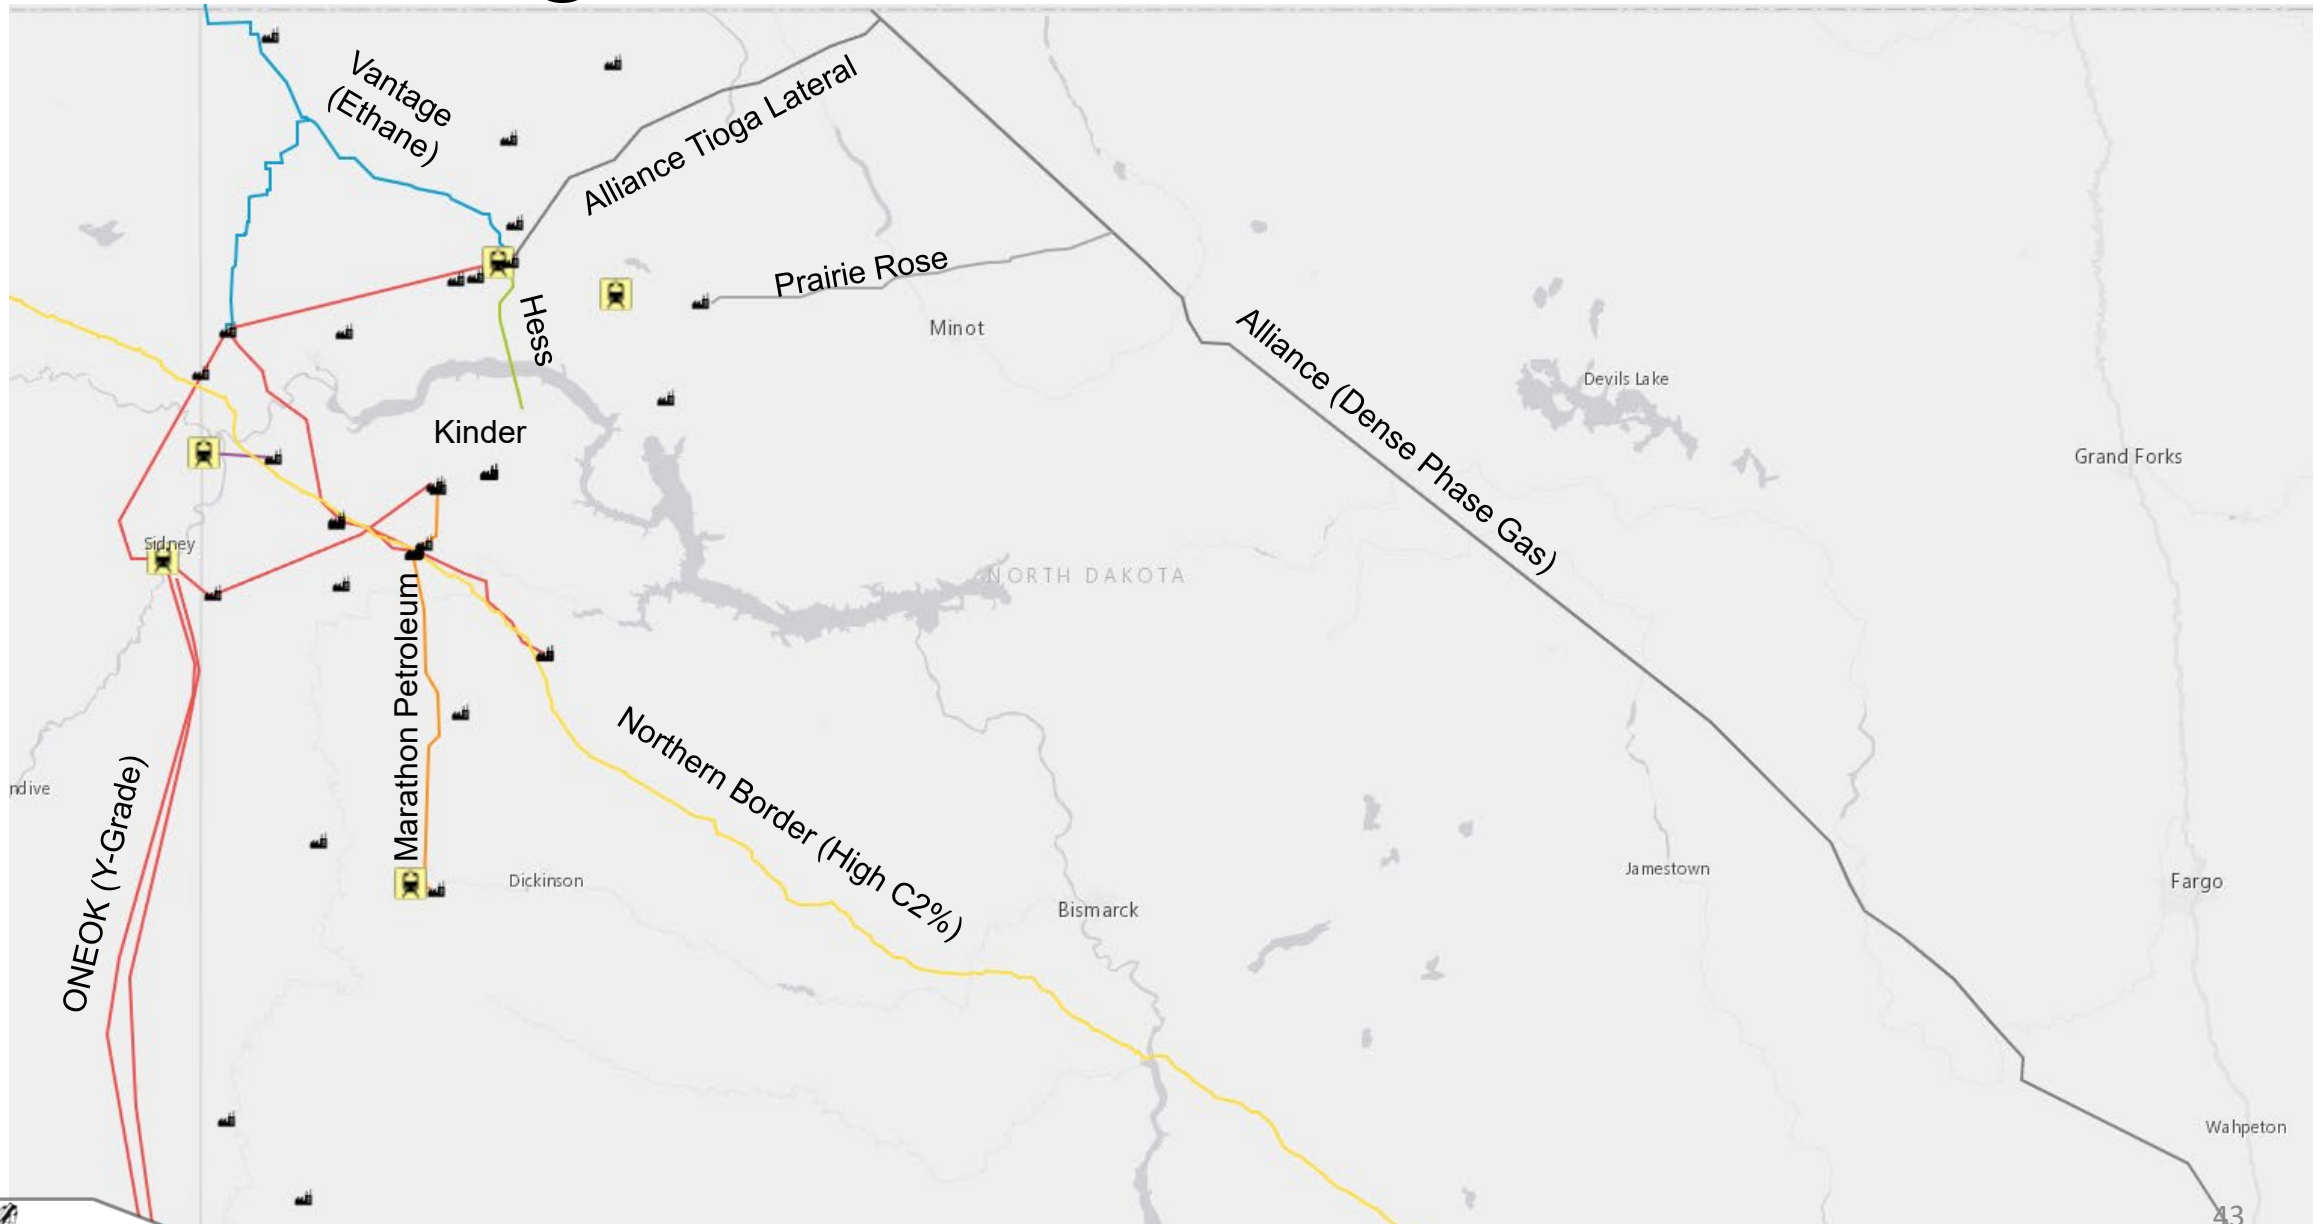 Vantage
(Ethane)
Alliance Tioga Lateral
Prairie Rose
Hess
Minot
Alliance (Dense Phase Gas)
Devils Lake
Kinder
Grand Forks
Sidney
NORTH DAKOTA
Marathon Petroleum
Northern Border (High C2%)
ndive
ONEOK (Y-Grade)
Dickinson
Bismarck
Jamestown
Fargo
Wahpeton
43